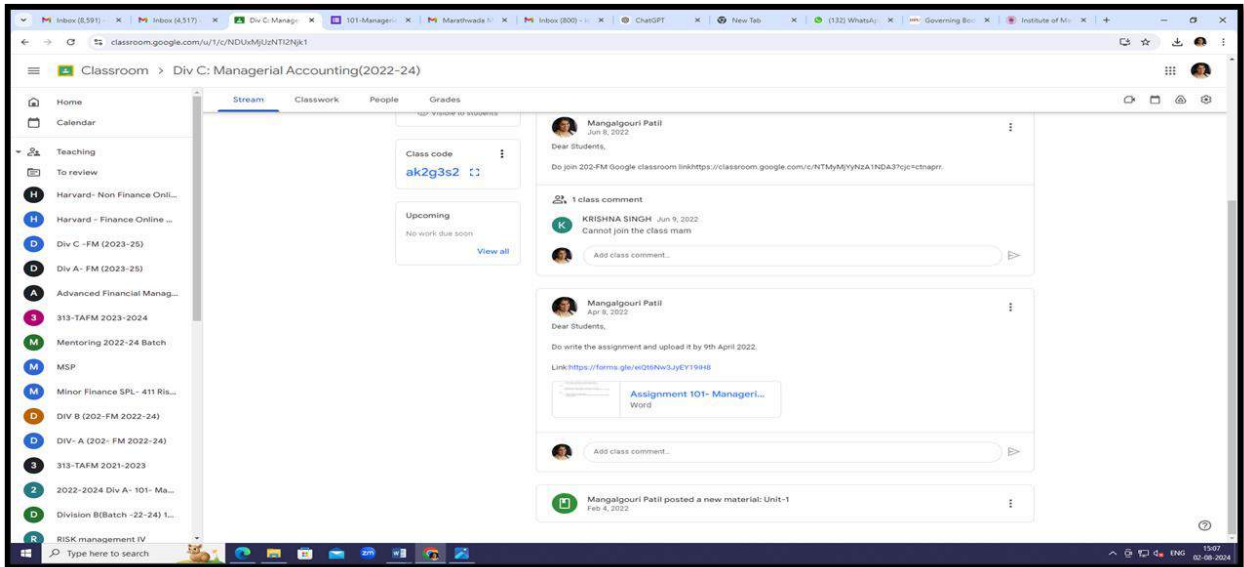 Inbox (8,591) -
Inbox (4,517) -
Div C: Manage
101-Manageri
Marathwada M
Inbox (800) -
ChatGPT
New Tab
(132) WhatsAp
Governing Bo
Institute of Ma
classroom.google.com/u/1/c/NDUxMjUzNTI2Njk1
Classroom > Div C: Managerial Accounting(2022-24)
Home
Calendar
Teaching
To review
H Harvard- Non Finance Onli...
H Harvard - Finance Online ...
D Div C -FM (2023-25)
D Div A- FM (2023-25)
A Advanced Financial Manag...
3 313-TAFM 2023-2024
M Mentoring 2022-24 Batch
M MSP
M Minor Finance SPL- 411 Ris...
D DIV B (202-FM 2022-24)
D DIV- A (202- FM 2022-24)
3 313-TAFM 2021-2023
2 2022-2024 Div A- 101- Ma...
D Division B(Batch -22-24) 1...
R RISK management IV
Stream Classwork People Grades
Visible to students
Class code
ak2g3s2
Upcoming
No work due soon
View all
Mangalgouri Patil
Jun 8, 2022
Dear Students,
Do join 202-FM Google classroom linkhttps://classroom.google.com/c/NTMyMjYyNzA1NDA3?cjc=ctnaprr.
1 class comment
K KRISHNA SINGH Jun 9, 2022
Cannot join the class mam
Add class comment...
Mangalgouri Patil
Apr 8, 2022
Dear Students,
Do write the assignment and upload it by 9th April 2022.
Link:https://forms.gle/
Assignment 101- Manageri...
Word
Add class comment...
Mangalgouri Patil posted a new material: Unit-1
Feb 4, 2022
Type here to search
zm
ENG
15:07
02-08-2024